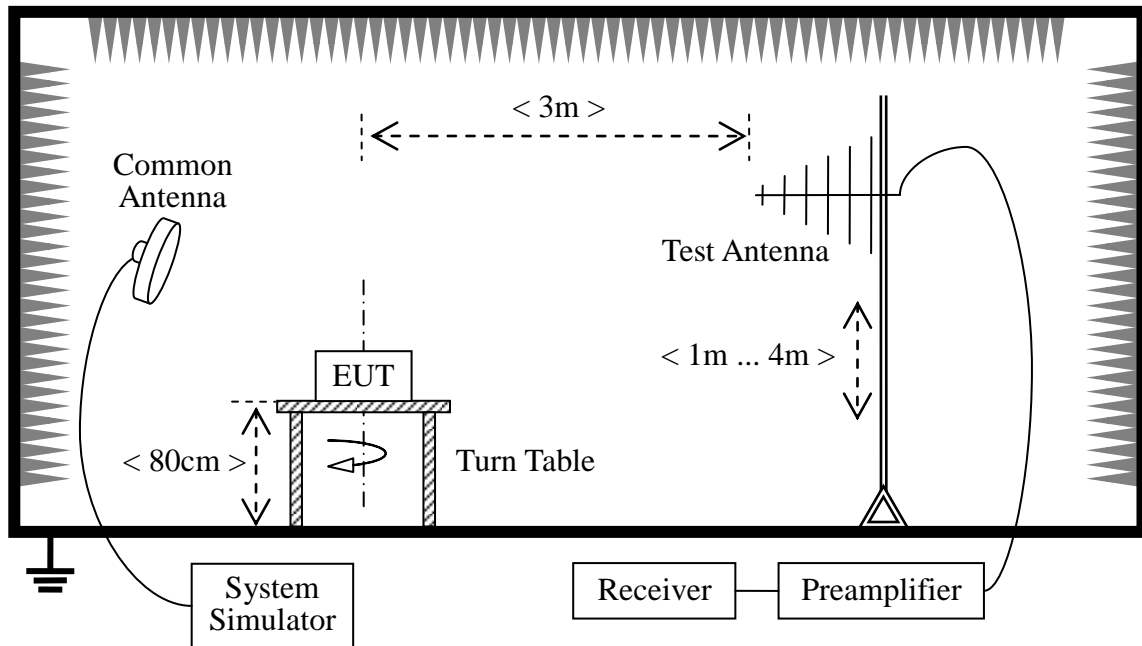 < 3m >
Common
Antenna
Test Antenna
< 1m ... 4m >
EUT
< 80cm >
Turn Table
System
Simulator
Receiver
Preamplifier